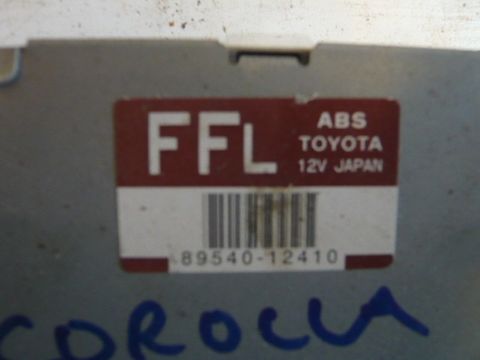 FFL
ABS
TOYOTA
12V JAPAN
89540-12410
COROLLA